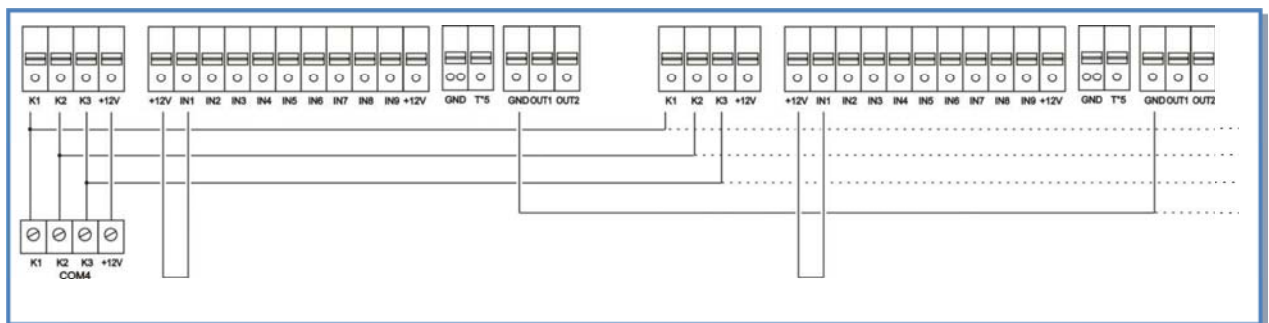 K1 K2 K3 +12V +12V IN1 IN2 IN3 IN4 IN5 IN6 IN7 IN8 IN9 +12V GND T*5 GND OUT1 OUT2 K1 K2 K3 +12V +12V IN1 IN2 IN3 IN4 IN5 IN6 IN7 IN8 IN9 +12V GND T*5 GND OUT1 OUT2
K1 K2 K3 +12V
COM4